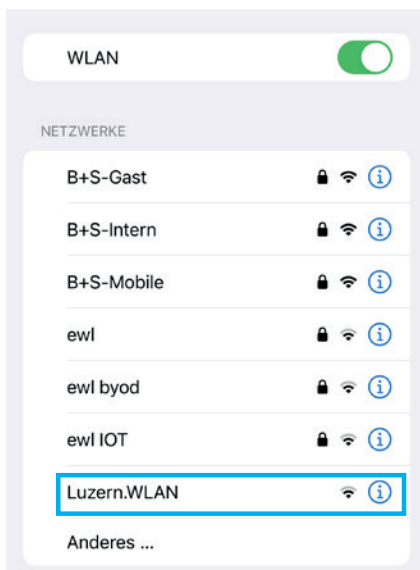 WLAN
NETZWERKE
B+S-Gast
B+S-Intern
B+S-Mobile
ewl
ewl byod
ewl IOT
Luzern.WLAN
Anderes ...